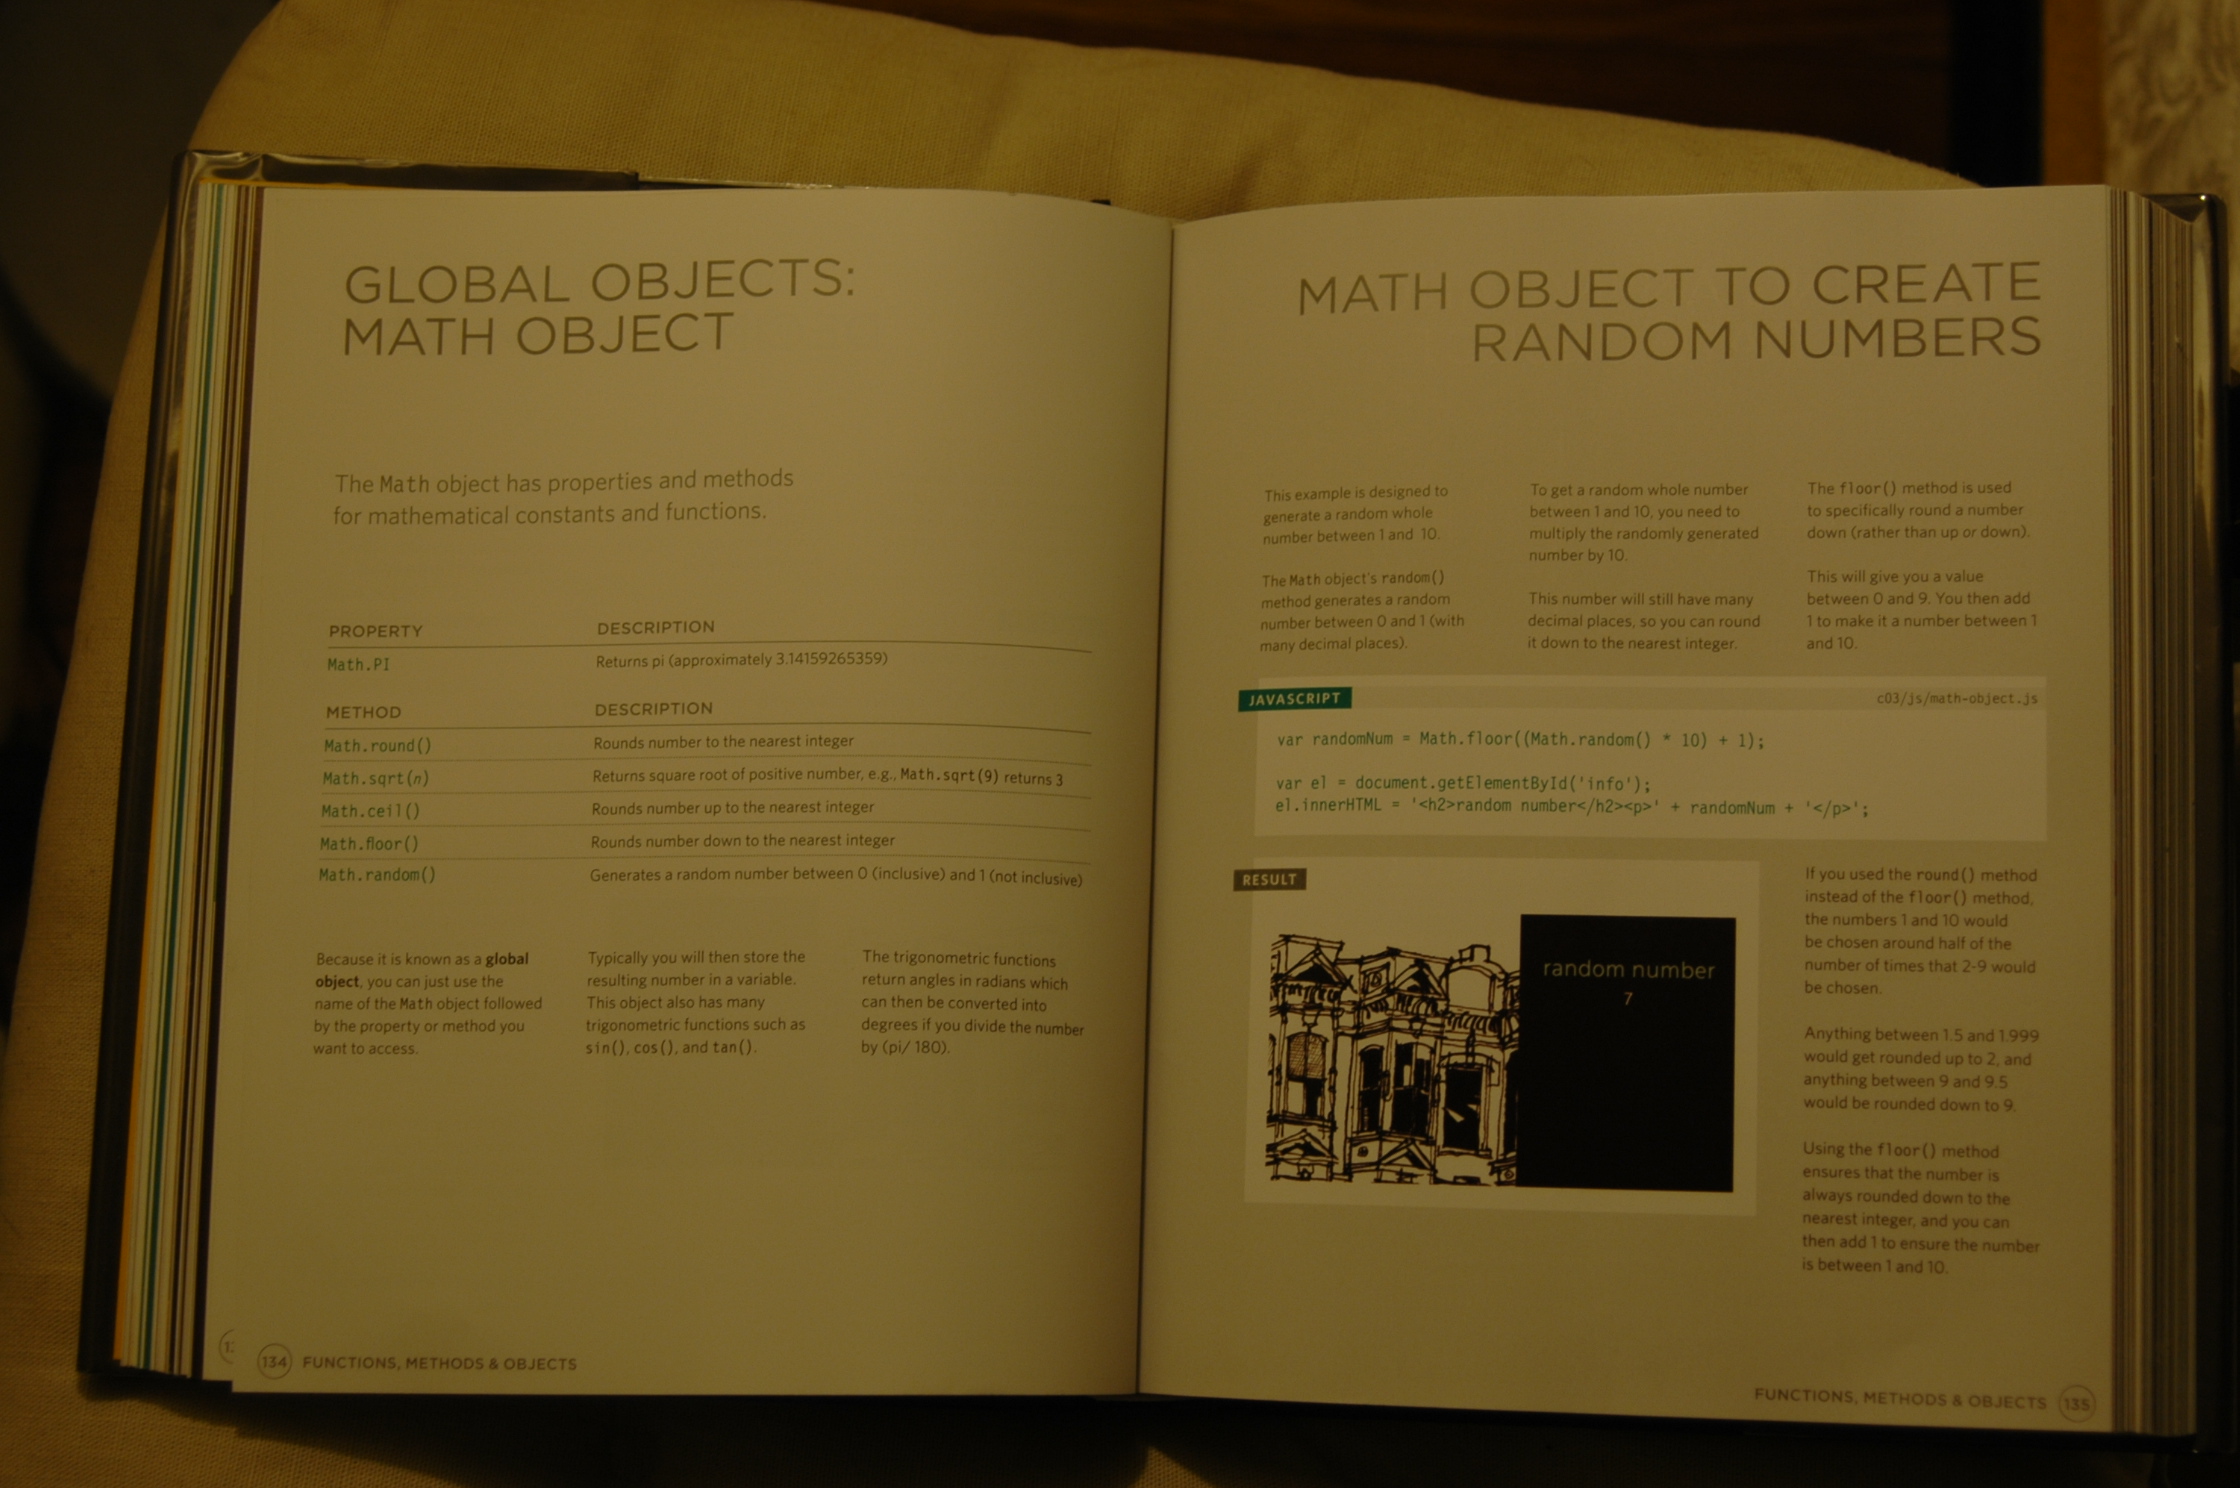 GLOBAL OBJECTS:
MATH OBJECT
The Math object has properties and methods
for mathematical constants and functions.
PROPERTY DESCRIPTION
Math.PI Returns pi (approximately 3.14159265359)
METHOD DESCRIPTION
Math.round() Rounds number to the nearest integer
Math.sqrt(n) Returns square root of positive number, e.g., Math.sqrt(9) returns 3
Math.ceil() Rounds number up to the nearest integer
Math.floor() Rounds number down to the nearest integer
Math.random() Generates a random number between 0 (inclusive) and 1 (not inclusive)
Because it is known as a global
object, you can just use the
name of the Math object followed
by the property or method you
want to access.
Typically you will then store the
resulting number in a variable.
This object also has many
trigonometric functions such as
sin(), cos(), and tan().
The trigonometric functions
return angles in radians which
can then be converted into
degrees if you divide the number
by (pi/ 180).
134 FUNCTIONS, METHODS & OBJECTS
MATH OBJECT TO CREATE
RANDOM NUMBERS
This example is designed to
generate a random whole
number between 1 and 10.
The Math object's random()
method generates a random
number between 0 and 1 (with
many decimal places).
To get a random whole number
between 1 and 10, you need to
multiply the randomly generated
number by 10.
This number will still have many
decimal places, so you can round
it down to the nearest integer.
The floor() method is used
to specifically round a number
down (rather than up or down).
This will give you a value
between 0 and 9. You then add
1 to make it a number between 1
and 10.
JAVASCRIPT c03/js/math-object.js
var randomNum = Math.floor((Math.random() * 10) + 1);
var el = document.getElementById('info');
el.innerHTML = '<h2>random number</h2><p>' + randomNum + '</p>';
RESULT
random number
7
If you used the round() method
instead of the floor() method,
the numbers 1 and 10 would
be chosen around half of the
number of times that 2-9 would
be chosen.
Anything between 1.5 and 1.999
would get rounded up to 2, and
anything between 9 and 9.5
would be rounded down to 9.
Using the floor() method
ensures that the number is
always rounded down to the
nearest integer, and you can
then add 1 to ensure the number
is between 1 and 10.
FUNCTIONS, METHODS & OBJECTS 135